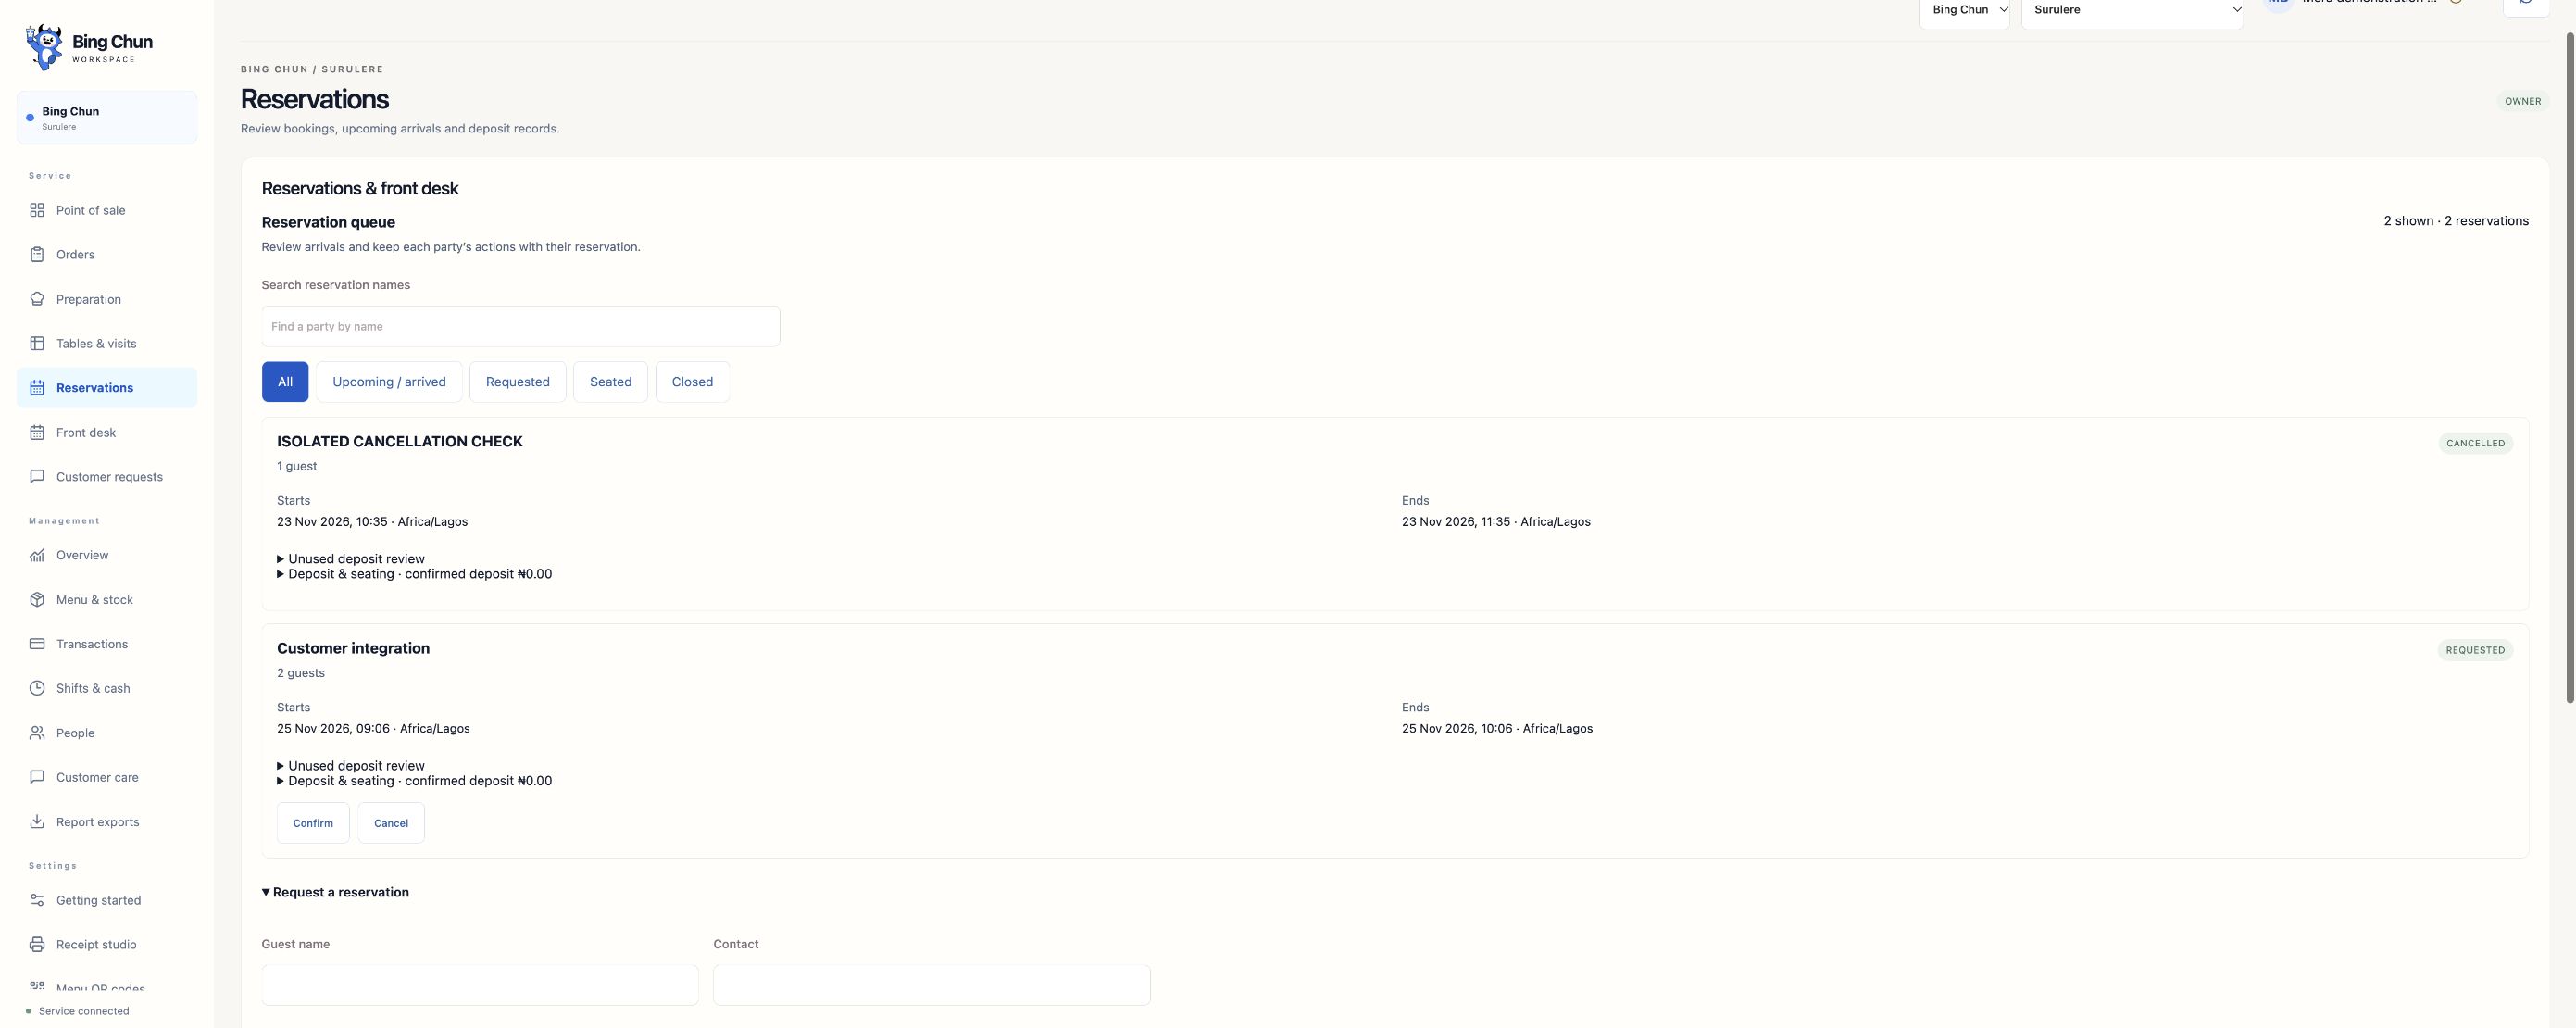 Bing Chun
WORKSPACE
Bing Chun
Surulere
Service
Point of sale
Orders
Preparation
Tables & visits
Reservations
Front desk
Customer requests
Management
Overview
Menu & stock
Transactions
Shifts & cash
People
Customer care
Report exports
Settings
Getting started
Receipt studio
Menu QR codes
Service connected
Bing Chun
Surulere
BING CHUN / SURULERE
Reservations
Review bookings, upcoming arrivals and deposit records.
OWNER
Reservations & front desk
Reservation queue
2 shown · 2 reservations
Review arrivals and keep each party's actions with their reservation.
Search reservation names
Find a party by name
All
Upcoming / arrived
Requested
Seated
Closed
ISOLATED CANCELLATION CHECK
CANCELLED
1 guest
Starts
Ends
23 Nov 2026, 10:35 · Africa/Lagos
23 Nov 2026, 11:35 · Africa/Lagos
Unused deposit review
Deposit & seating · confirmed deposit ₦0.00
Customer integration
REQUESTED
2 guests
Starts
Ends
25 Nov 2026, 09:06 · Africa/Lagos
25 Nov 2026, 10:06 · Africa/Lagos
Unused deposit review
Deposit & seating · confirmed deposit ₦0.00
Confirm
Cancel
Request a reservation
Guest name
Contact